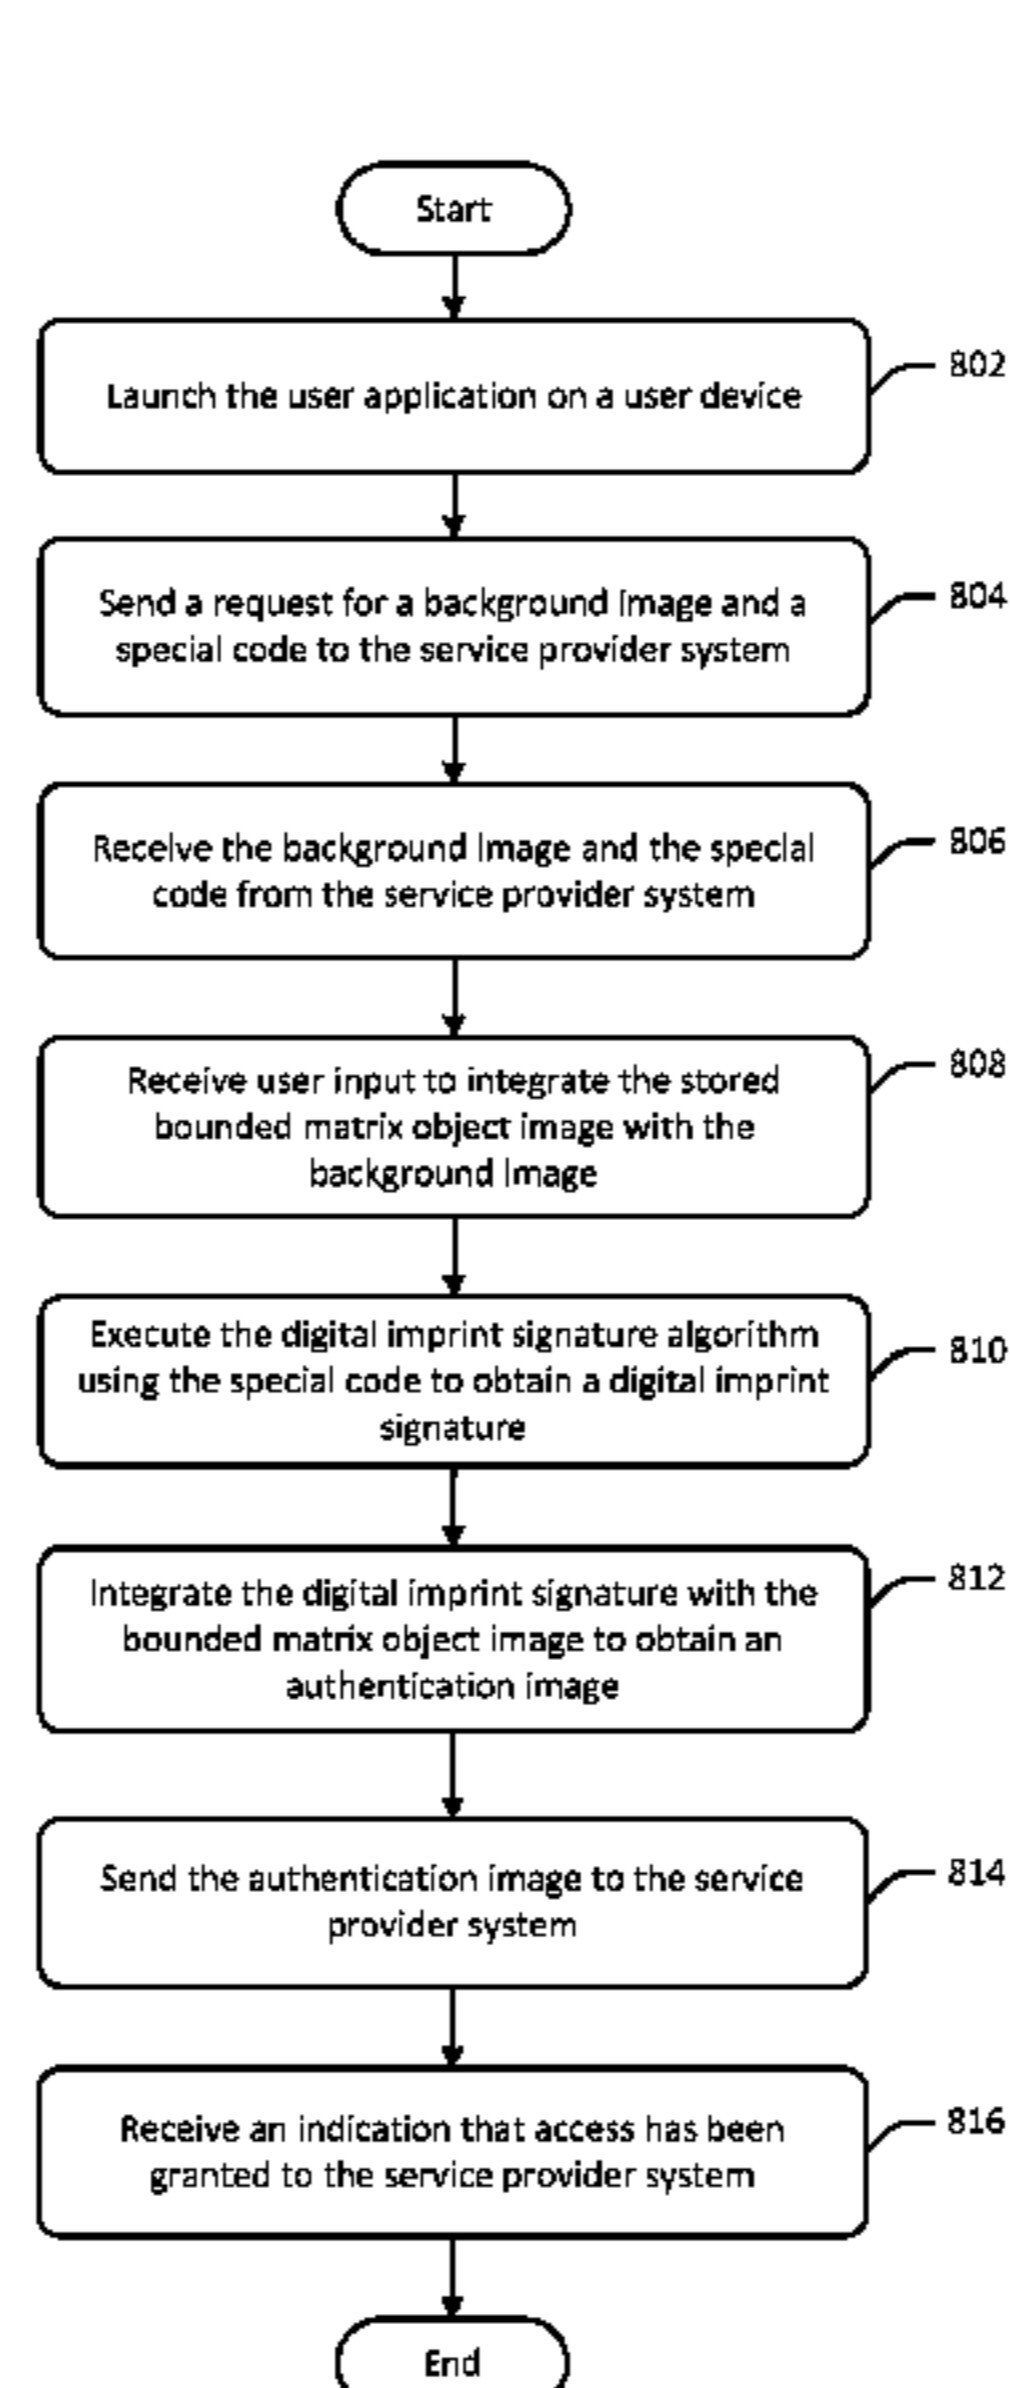 Start
Launch the user application on a user device
802
Send a request for a background image and a
special code to the service provider system
804
Receive the background image and the special
code from the service provider system
806
Receive user input to integrate the stored
bounded matrix object image with the
background image
808
Execute the digital imprint signature algorithm
using the special code to obtain a digital imprint
signature
810
Integrate the digital imprint signature with the
bounded matrix object image to obtain an
authentication image
812
Send the authentication image to the service
provider system
814
Receive an indication that access has been
granted to the service provider system
816
End